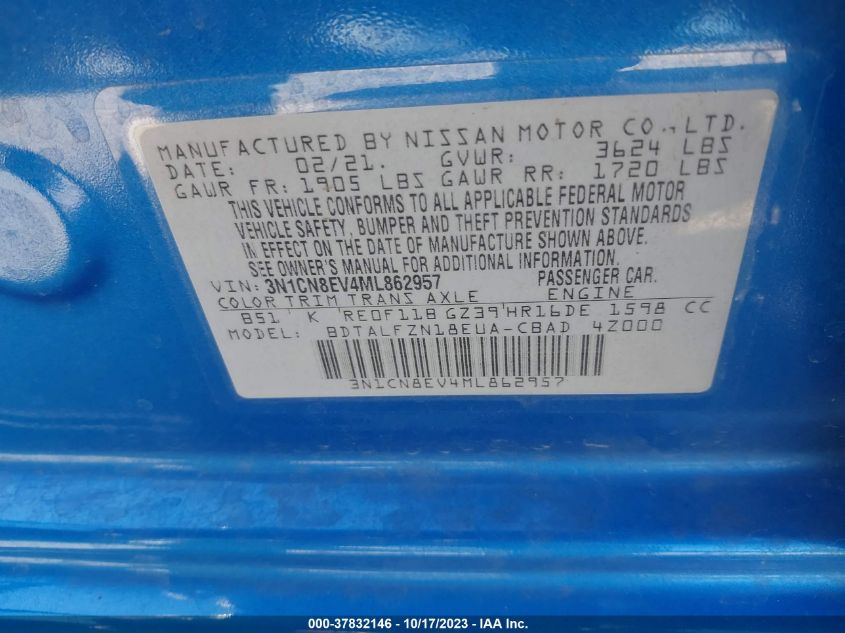 MANUFACTURED BY NISSAN MOTOR CO.,LTD.
DATE: 02/21. GVWR: 3624 LBS
GAWR FR: 1905 LBS GAWR RR: 1720 LBS
THIS VEHICLE CONFORMS TO ALL APPLICABLE FEDERAL MOTOR
VEHICLE SAFETY, BUMPER AND THEFT PREVENTION STANDARDS
IN EFFECT ON THE DATE OF MANUFACTURE SHOWN ABOVE.
SEE OWNER'S MANUAL FOR ADDITIONAL INFORMATION.
VIN: 3N1CN8EV4ML862957 PASSENGER CAR.
COLOR TRIM TRANS AXLE ENGINE
B51 K RE0F11B GZ39 HR16DE 1598 CC
MODEL: BDTALFZN18EUA-CBAD 4Z000
3N1CN8EV4ML862957
000-37832146 - 10/17/2023 - IAA Inc.